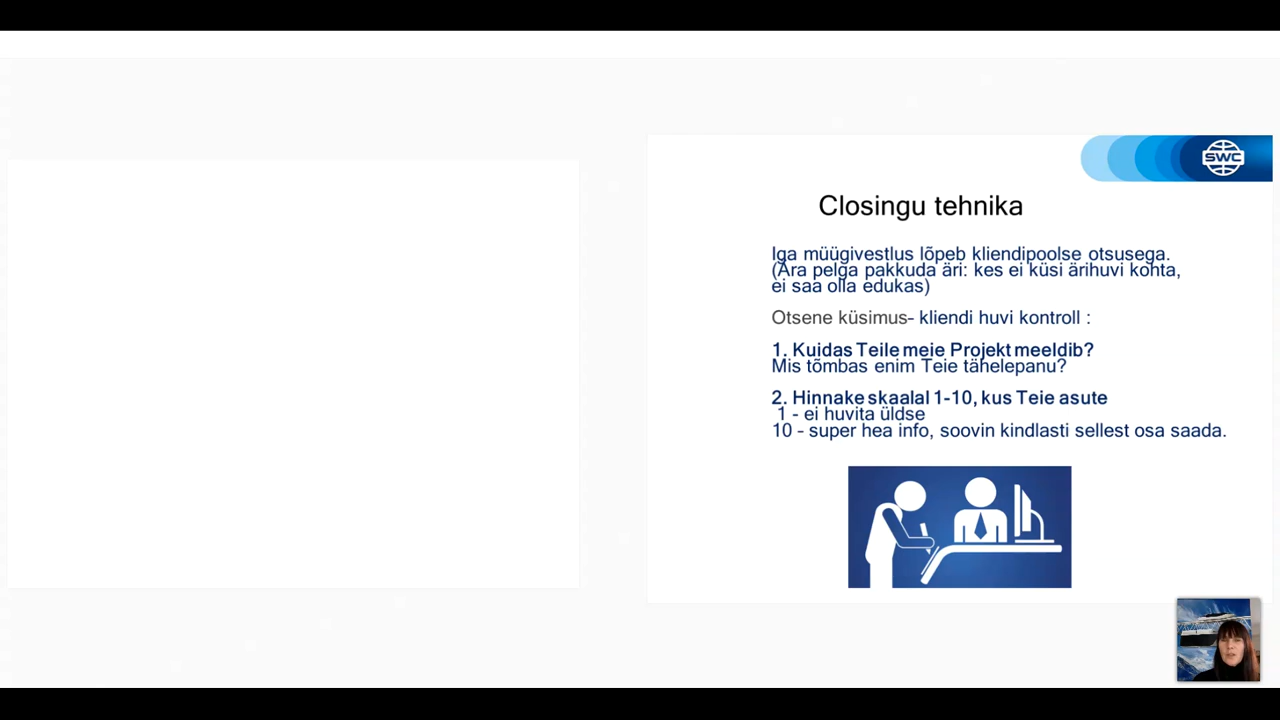 SWC
Closingu tehnika
Iga müügivestlus lõpeb kliendipoolse otsusega.
(Ära pelga pakkuda äri: kes ei küsi ärihuvi kohta,
ei saa olla edukas)
Otsene küsimus– kliendi huvi kontroll :
1. Kuidas Teile meie Projekt meeldib?
Mis tõmbas enim Teie tähelepanu?
2. Hinnake skaalal 1-10, kus Teie asute
1 - ei huvita üldse
10 - super hea info, soovin kindlasti sellest osa saada.